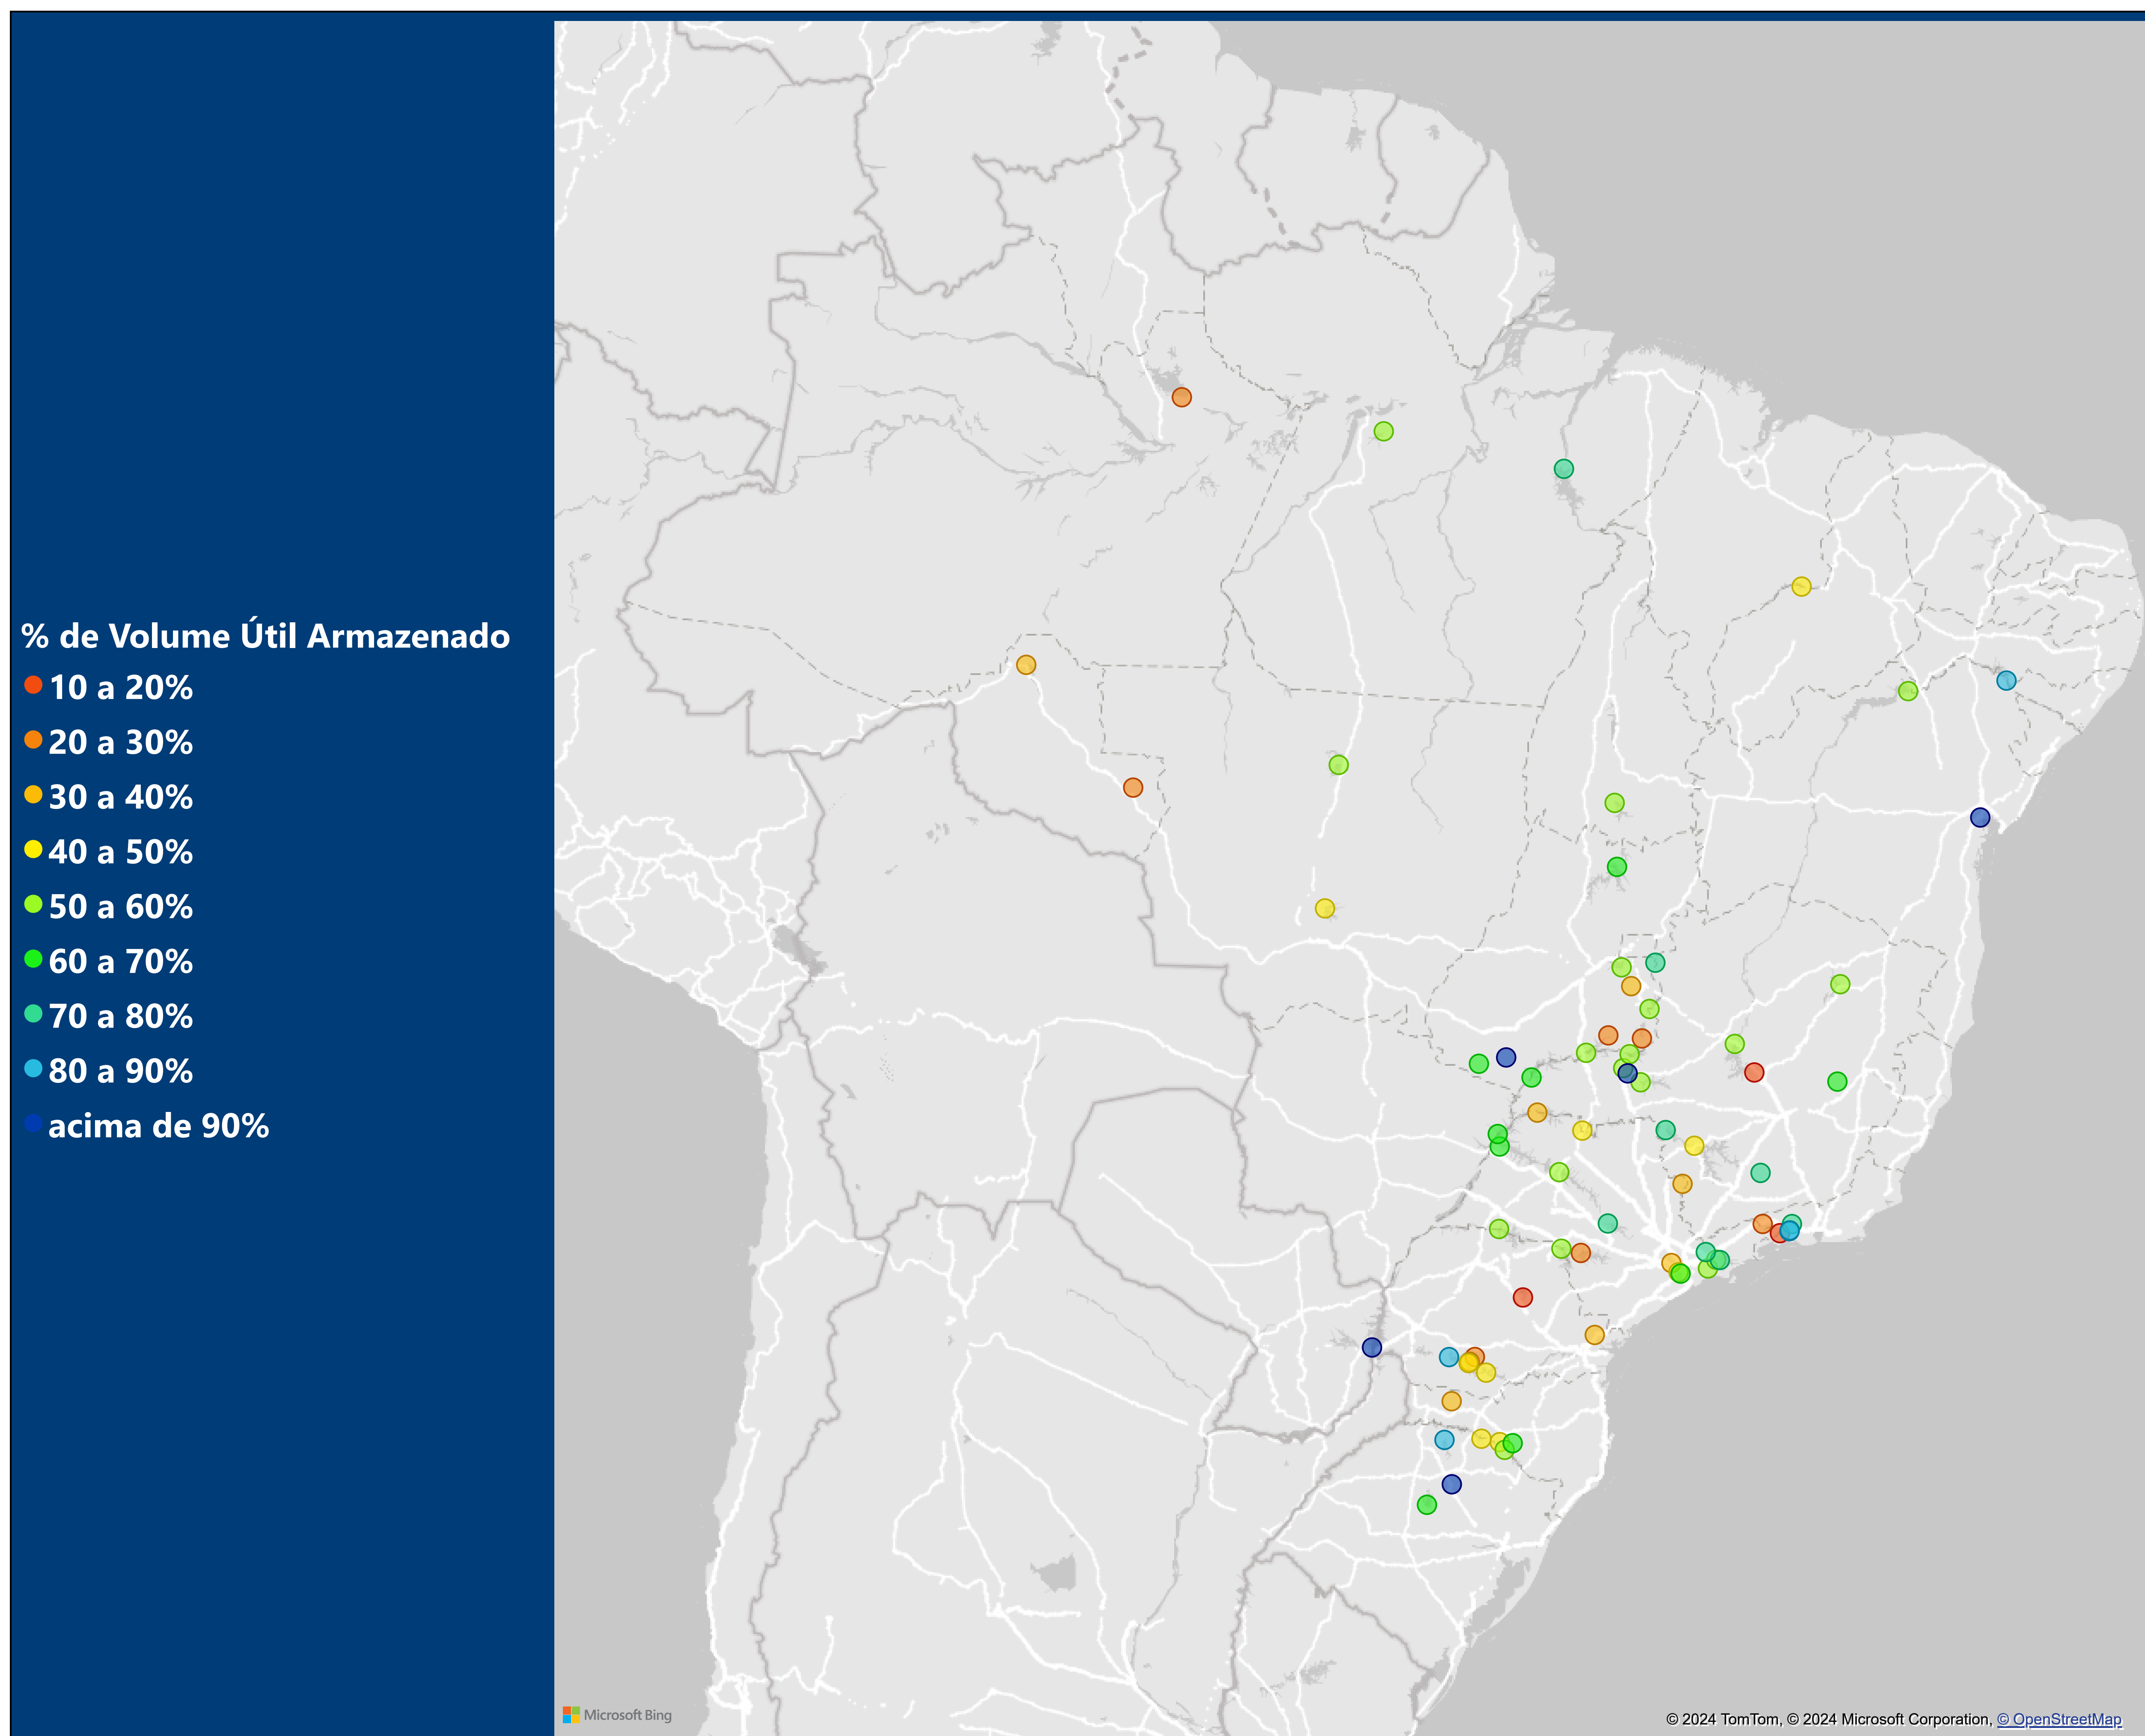 % de Volume Útil Armazenado
10 a 20%
20 a 30%
30 a 40%
40 a 50%
50 a 60%
60 a 70%
70 a 80%
80 a 90%
acima de 90%
Microsoft Bing
© 2024 TomTom, © 2024 Microsoft Corporation, © OpenStreetMap